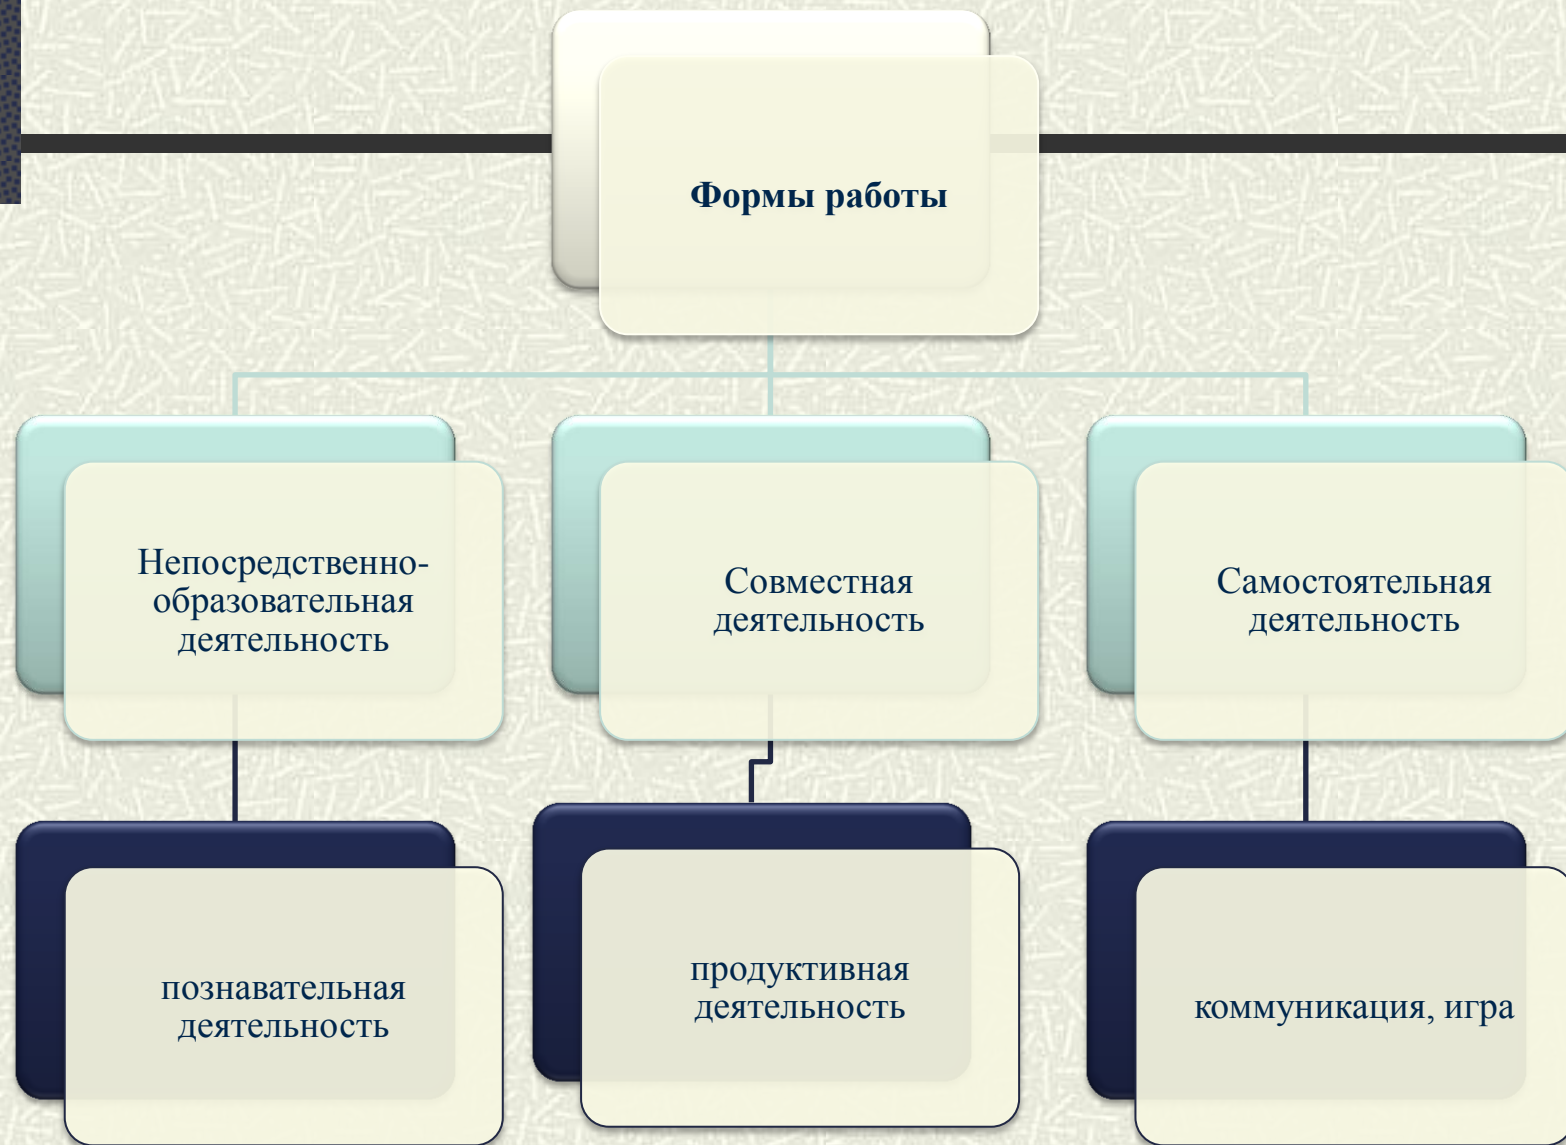 Формы работы
Непосредственно-
образовательная
деятельность
Совместная
деятельность
Самостоятельная
деятельность
познавательная
деятельность
продуктивная
деятельность
коммуникация, игра